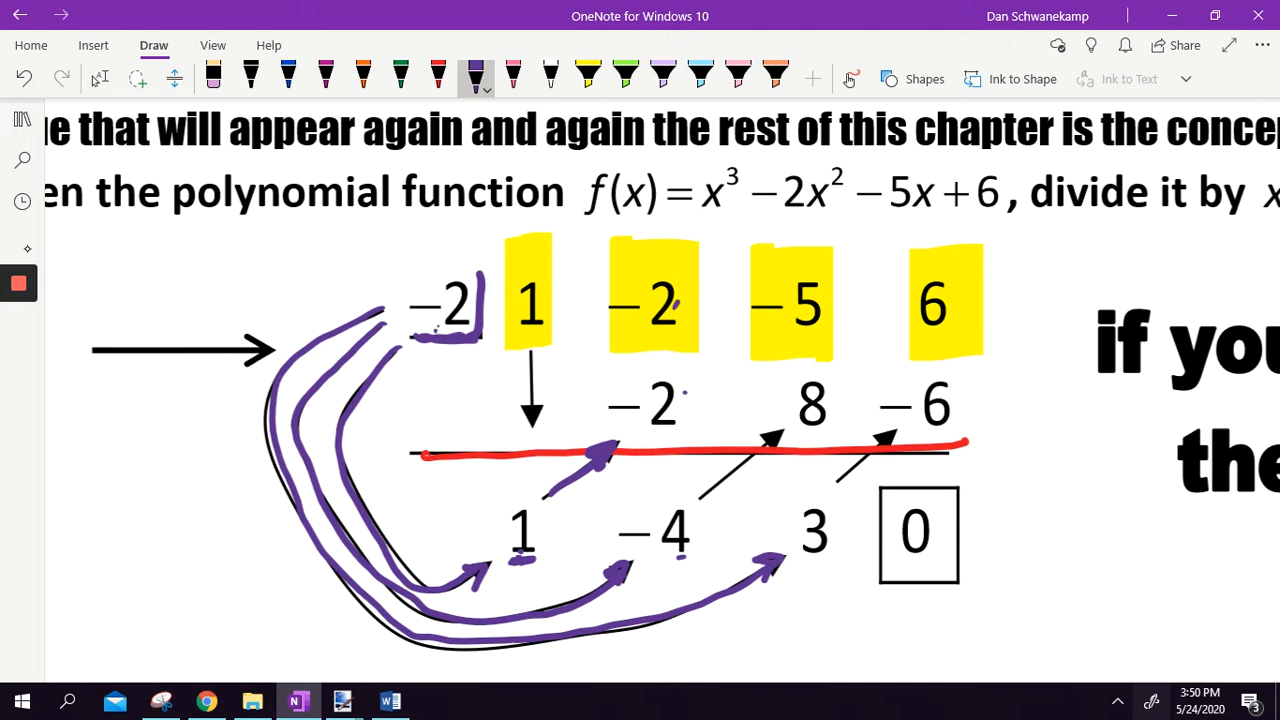 OneNote for Windows 10
Dan Schwanekamp
Home Insert Draw View Help
Share
Shapes Ink to Shape Ink to Text
ue that will appear again and again the rest of this chapter is the concep
en the polynomial function f(x) = x³ − 2x² − 5x + 6, divide it by x
−2 1 −2 −5 6
if you
−2 8 −6
the
1 −4 3 0
3:50 PM
5/24/2020
3